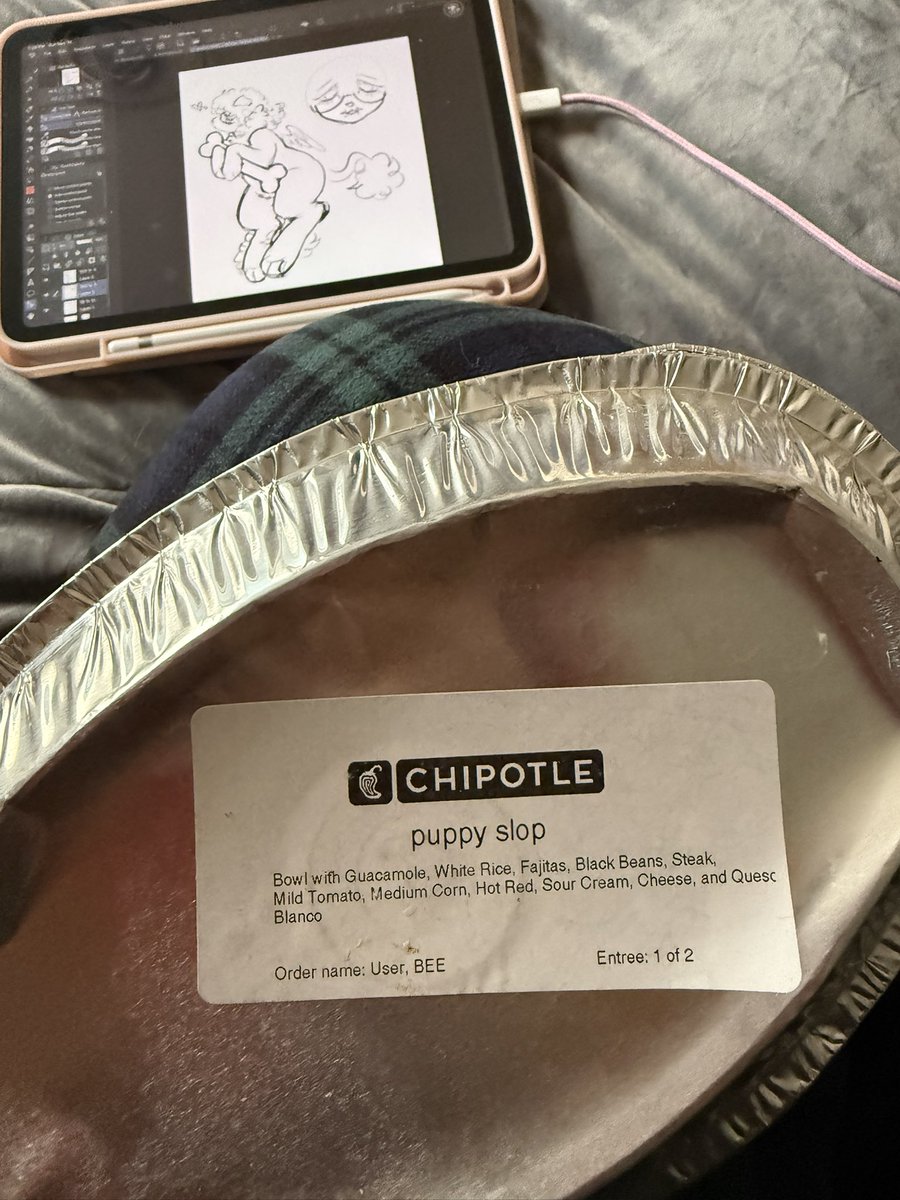 CHIPOTLE
puppy slop
Bowl with Guacamole, White Rice, Fajitas, Black Beans, Steak,
Mild Tomato, Medium Corn, Hot Red, Sour Cream, Cheese, and Queso
Blanco
Order name: User, BEE
Entree: 1 of 2